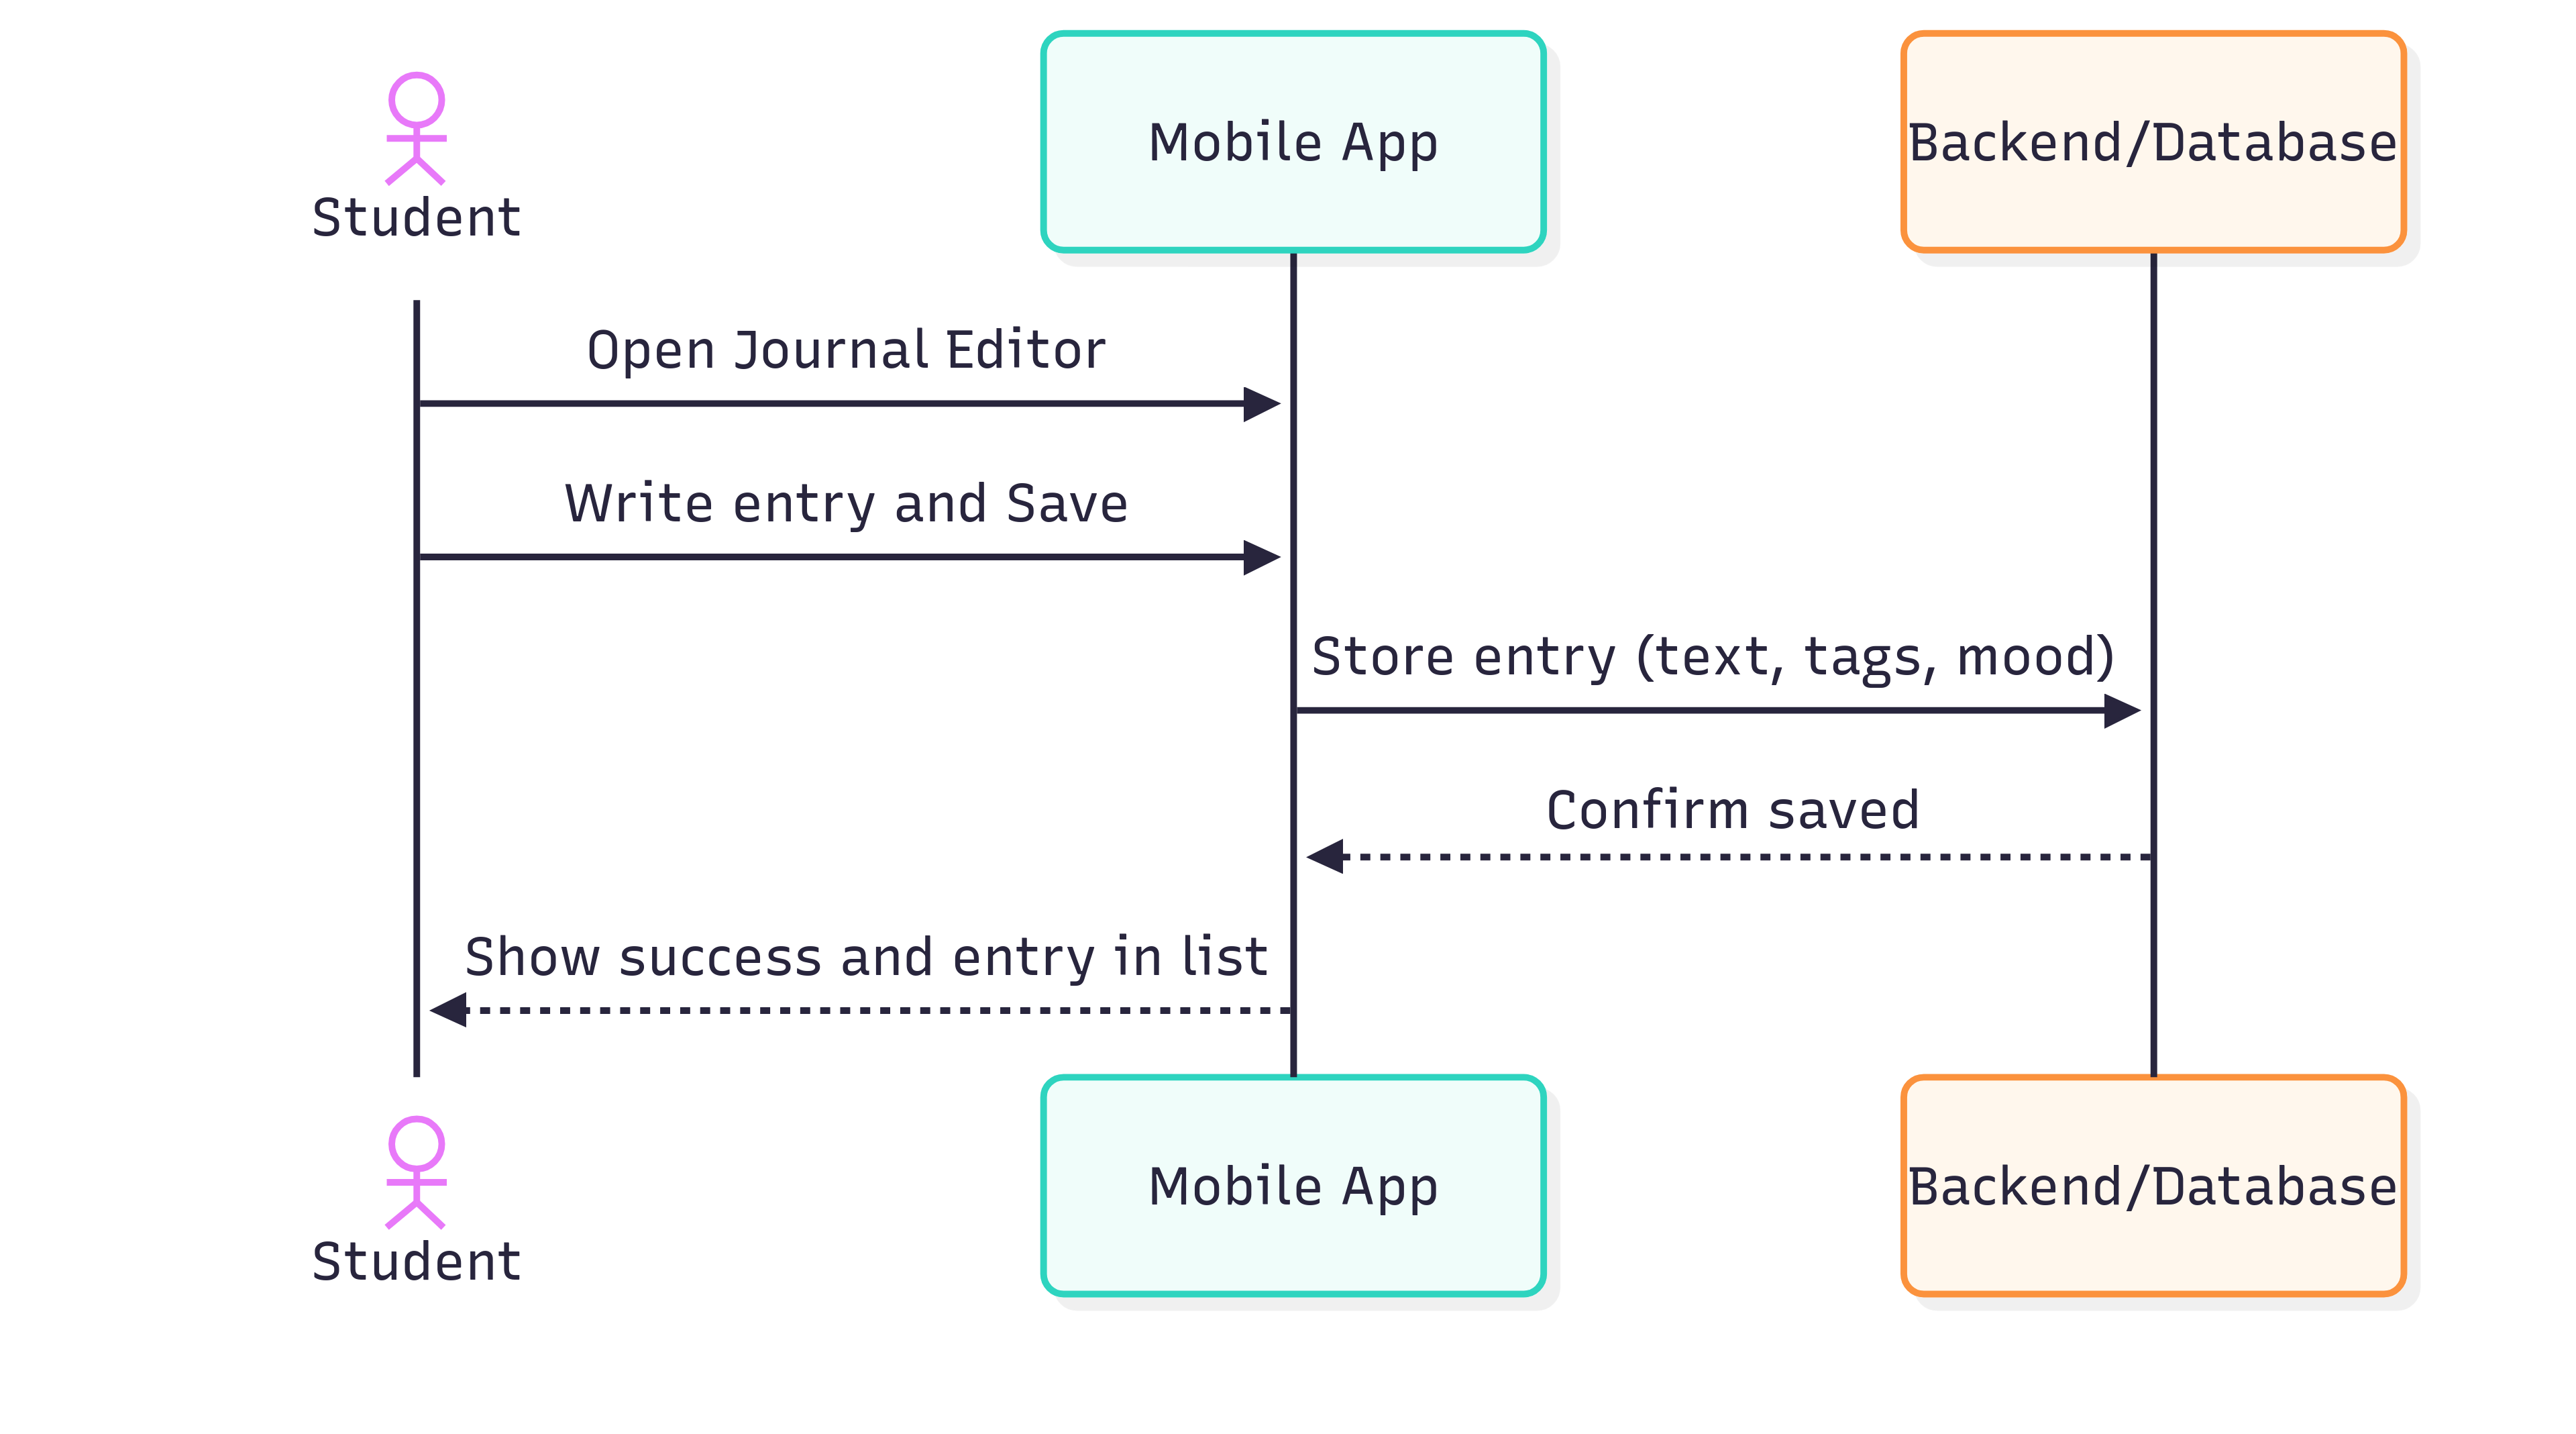 Student
Mobile App
Backend/Database
Open Journal Editor
Write entry and Save
Store entry (text, tags, mood)
Confirm saved
Show success and entry in list
Student
Mobile App
Backend/Database